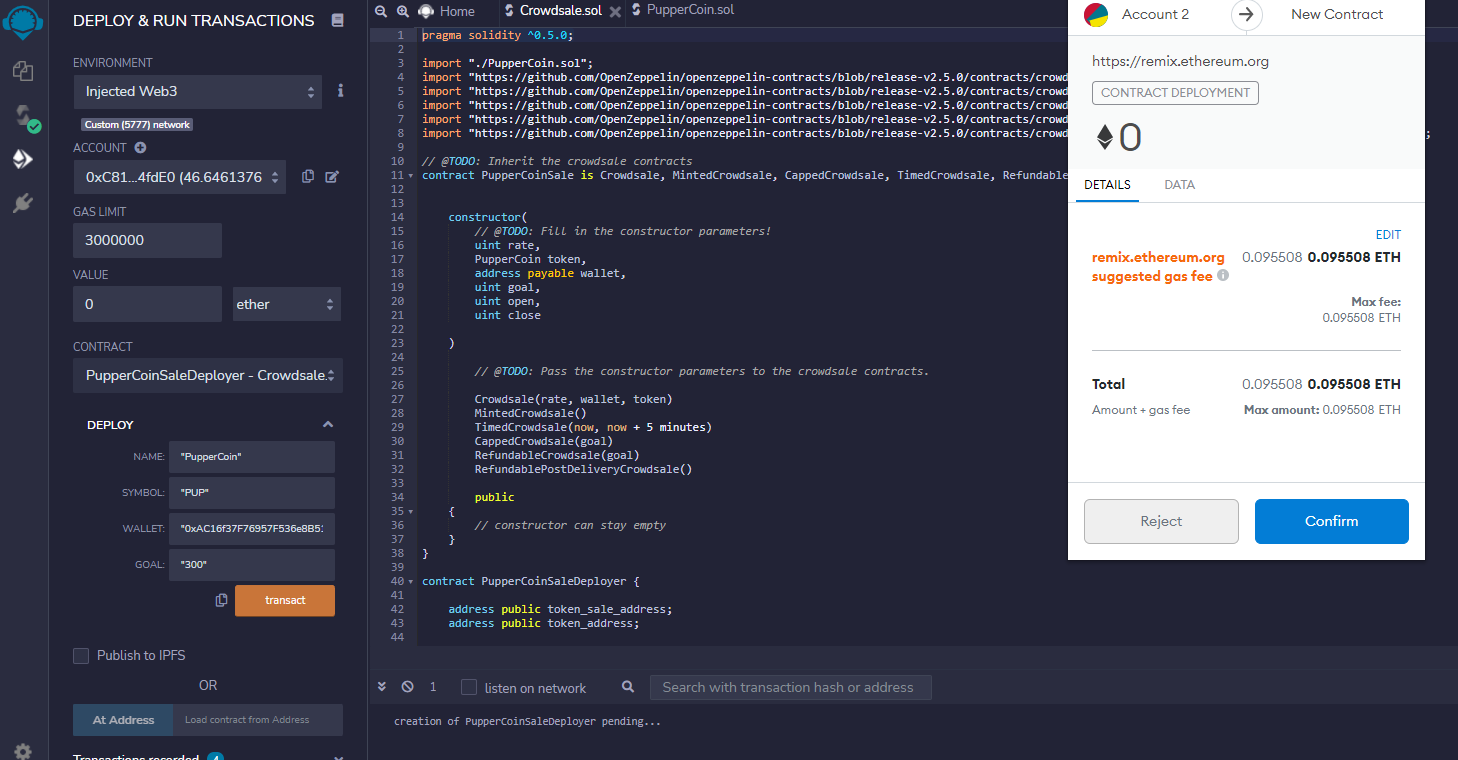 DEPLOY & RUN TRANSACTIONS
ENVIRONMENT
Injected Web3
Custom (5777) network
ACCOUNT
0xC81...4fdE0 (46.6461376
GAS LIMIT
3000000
VALUE
0
ether
CONTRACT
PupperCoinSaleDeployer - Crowdsale.
DEPLOY
NAME: "PupperCoin"
SYMBOL: "PUP"
WALLET: "0xAC16f37F76957F536e8B5
GOAL: "300"
transact
Publish to IPFS
OR
At Address
Load contract from Address
Transactions recorded
Home
Crowdsale.sol
PupperCoin.sol
1 pragma solidity ^0.5.0;
2
3 import "./PupperCoin.sol";
4 import "https://github.com/OpenZeppelin/openzeppelin-contracts/blob/release-v2.5.0/contracts/crowd
5 import "https://github.com/OpenZeppelin/openzeppelin-contracts/blob/release-v2.5.0/contracts/crowd
6 import "https://github.com/OpenZeppelin/openzeppelin-contracts/blob/release-v2.5.0/contracts/crowd
7 import "https://github.com/OpenZeppelin/openzeppelin-contracts/blob/release-v2.5.0/contracts/crowd
8 import "https://github.com/OpenZeppelin/openzeppelin-contracts/blob/release-v2.5.0/contracts/crowd
9
10 // @TODO: Inherit the crowdsale contracts
11 contract PupperCoinSale is Crowdsale, MintedCrowdsale, CappedCrowdsale, TimedCrowdsale, Refundable
12
13
14 constructor(
15 // @TODO: Fill in the constructor parameters!
16 uint rate,
17 PupperCoin token,
18 address payable wallet,
19 uint goal,
20 uint open,
21 uint close
22
23 )
24
25 // @TODO: Pass the constructor parameters to the crowdsale contracts.
26
27 Crowdsale(rate, wallet, token)
28 MintedCrowdsale()
29 TimedCrowdsale(now, now + 5 minutes)
30 CappedCrowdsale(goal)
31 RefundableCrowdsale(goal)
32 RefundablePostDeliveryCrowdsale()
33
34 public
35 {
36 // constructor can stay empty
37 }
38 }
39
40 contract PupperCoinSaleDeployer {
41
42 address public token_sale_address;
43 address public token_address;
44
1
listen on network
Search with transaction hash or address
creation of PupperCoinSaleDeployer pending...
Account 2
New Contract
https://remix.ethereum.org
CONTRACT DEPLOYMENT
0
DETAILS
DATA
EDIT
remix.ethereum.org 0.095508 0.095508 ETH
suggested gas fee
Max fee:
0.095508 ETH
Total 0.095508 0.095508 ETH
Amount + gas fee Max amount: 0.095508 ETH
Reject
Confirm